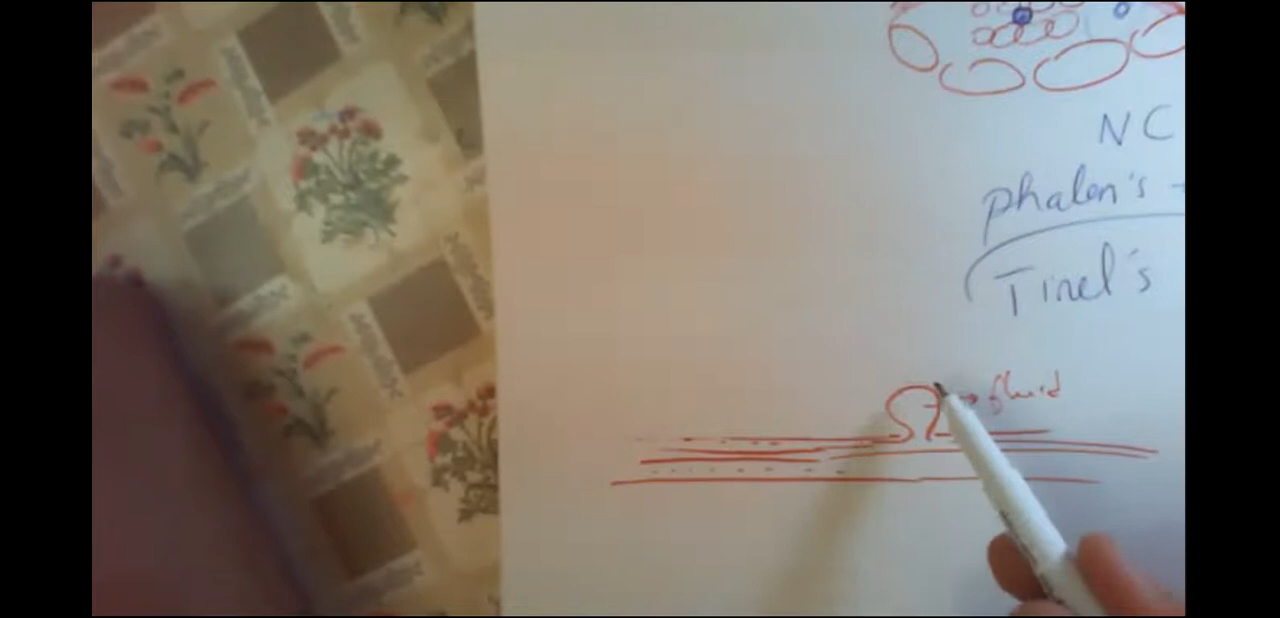 NC
Phalen's -
Tinel's
→ fluid